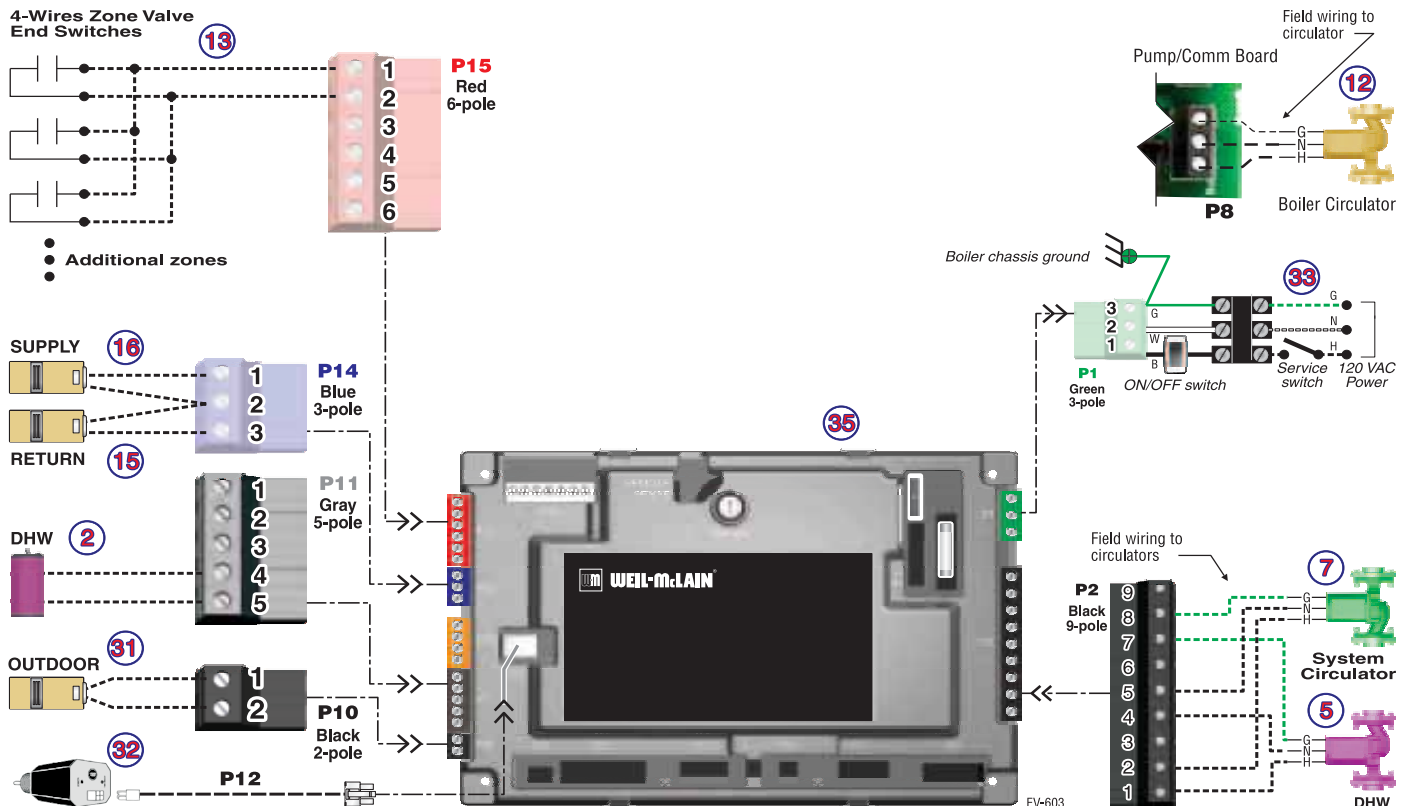 4-Wires Zone Valve
End Switches
13
1
2
3
4
5
6
P15
Red
6-pole
Additional zones
Field wiring to
circulator
Pump/Comm Board
12
G
N
H
P8
Boiler Circulator
Boiler chassis ground
33
3
2
1
G
W
B
G
N
H
P1
Green
3-pole
ON/OFF switch
Service
switch
120 VAC
Power
SUPPLY
16
1
2
3
P14
Blue
3-pole
RETURN
15
35
1
2
3
4
5
P11
Gray
5-pole
DHW
2
OUTDOOR
31
1
2
P10
Black
2-pole
32
P12
WM WEIL-McLAIN
Field wiring to
circulators
P2
Black
9-pole
9
8
7
6
5
4
3
2
1
7
G
N
H
System
Circulator
5
G
N
H
DHW
EV-603